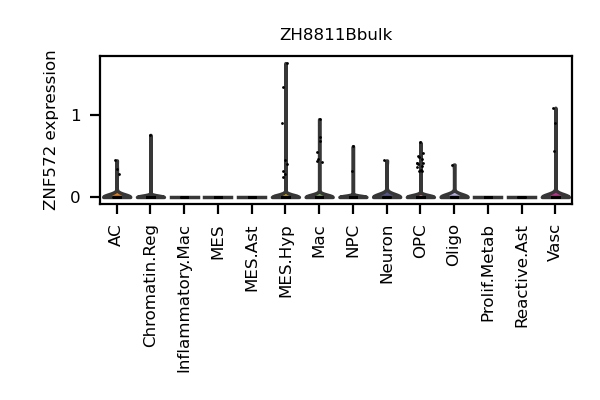 ZH8811Bbulk
ZNF572 expression
1
0
AC
Chromatin.Reg
Inflammatory.Mac
MES
MES.Ast
MES.Hyp
Mac
NPC
Neuron
OPC
Oligo
Prolif.Metab
Reactive.Ast
Vasc